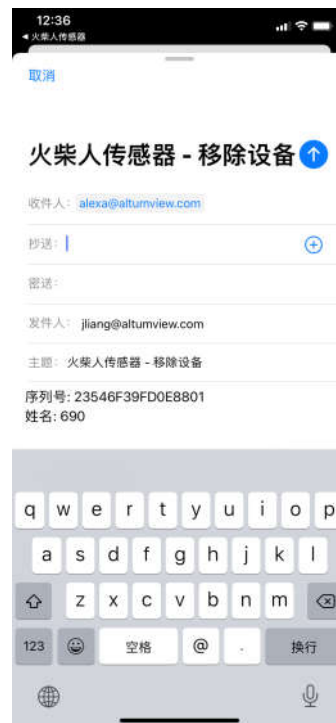 12:36
◀ 火柴人传感器
取消
火柴人传感器 - 移除设备
收件人: alexa@altumview.com
抄送:
密送:
发件人: jliang@altumview.com
主题: 火柴人传感器 - 移除设备
序列号: 23546F39FD0E8801
姓名: 690
q w e r t y u i o p
a s d f g h j k l
z x c v b n m
123 空格 @ . 换行